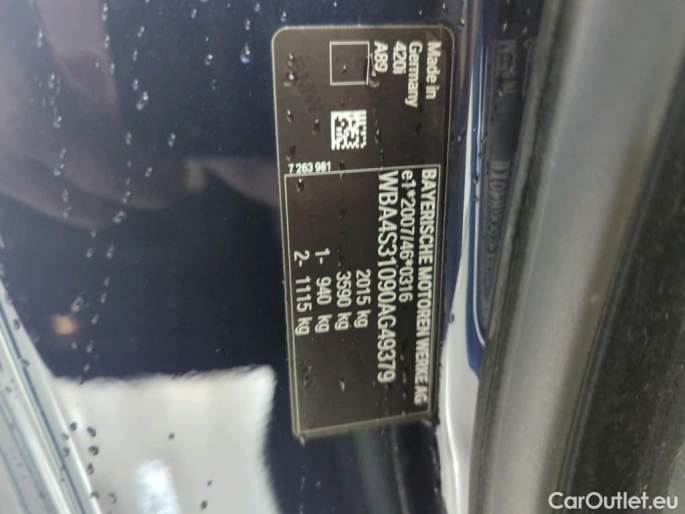 Made in
Germany
420i
A89
7 263 981
BAYERISCHE MOTOREN WERKE AG
e1*2007/46*0316
WBA4S31090AG49379
2015 kg
3590 kg
1- 940 kg
2- 1115 kg
CarOutlet.eu